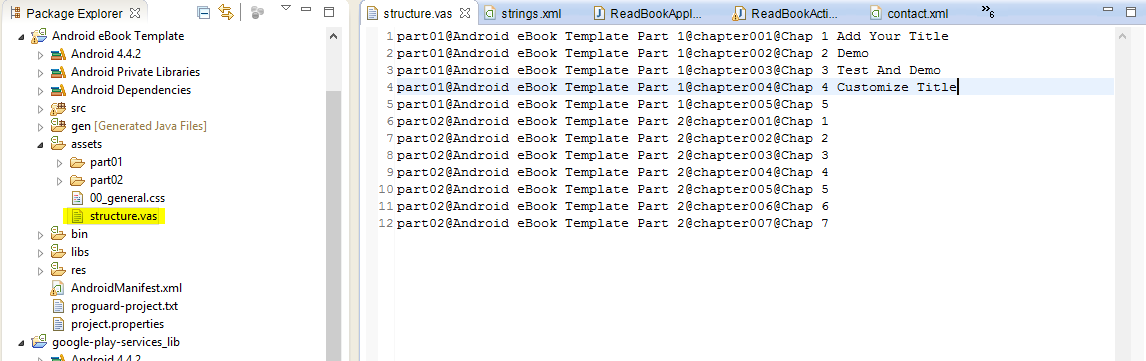 Package Explorer
Android eBook Template
Android 4.4.2
Android Private Libraries
Android Dependencies
src
gen [Generated Java Files]
assets
part01
part02
00_general.css
structure.vas
bin
libs
res
AndroidManifest.xml
proguard-project.txt
project.properties
google-play-services_lib
Android 4.4.2
structure.vas strings.xml ReadBookAppl... ReadBookActi... contact.xml »6
1 part01@Android eBook Template Part 1@chapter001@Chap 1 Add Your Title
2 part01@Android eBook Template Part 1@chapter002@Chap 2 Demo
3 part01@Android eBook Template Part 1@chapter003@Chap 3 Test And Demo
4 part01@Android eBook Template Part 1@chapter004@Chap 4 Customize Title
5 part01@Android eBook Template Part 1@chapter005@Chap 5
6 part02@Android eBook Template Part 2@chapter001@Chap 1
7 part02@Android eBook Template Part 2@chapter002@Chap 2
8 part02@Android eBook Template Part 2@chapter003@Chap 3
9 part02@Android eBook Template Part 2@chapter004@Chap 4
10 part02@Android eBook Template Part 2@chapter005@Chap 5
11 part02@Android eBook Template Part 2@chapter006@Chap 6
12 part02@Android eBook Template Part 2@chapter007@Chap 7